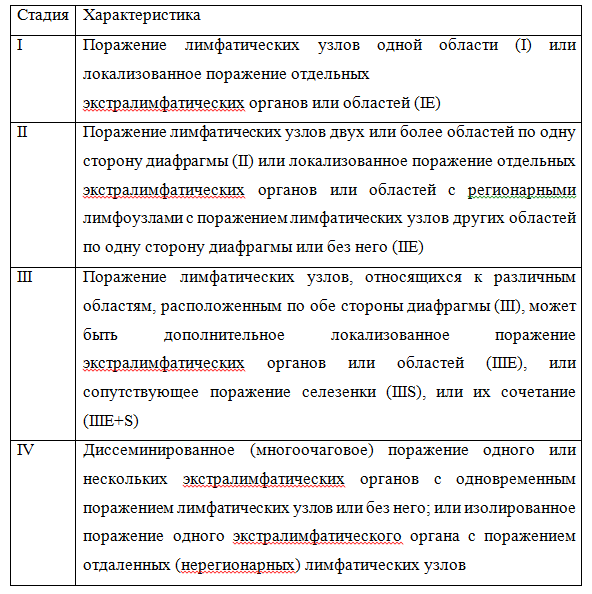 Стадия Характеристика
I Поражение лимфатических узлов одной области (I) или
локализованное поражение отдельных
экстралимфатических органов или областей (IE)
II Поражение лимфатических узлов двух или более областей по одну
сторону диафрагмы (II) или локализованное поражение отдельных
экстралимфатических органов или областей с регионарными
лимфоузлами с поражением лимфатических узлов других областей
по одну сторону диафрагмы или без него (IIE)
III Поражение лимфатических узлов, относящихся к различным
областям, расположенным по обе стороны диафрагмы (III), может
быть дополнительное локализованное поражение
экстралимфатических органов или областей (IIIE), или
сопутствующее поражение селезенки (IIIS), или их сочетание
(IIIE+S)
IV Диссеминированное (многоочаговое) поражение одного или
нескольких экстралимфатических органов с одновременным
поражением лимфатических узлов или без него; или изолированное
поражение одного экстралимфатического органа с поражением
отдаленных (нерегионарных) лимфатических узлов